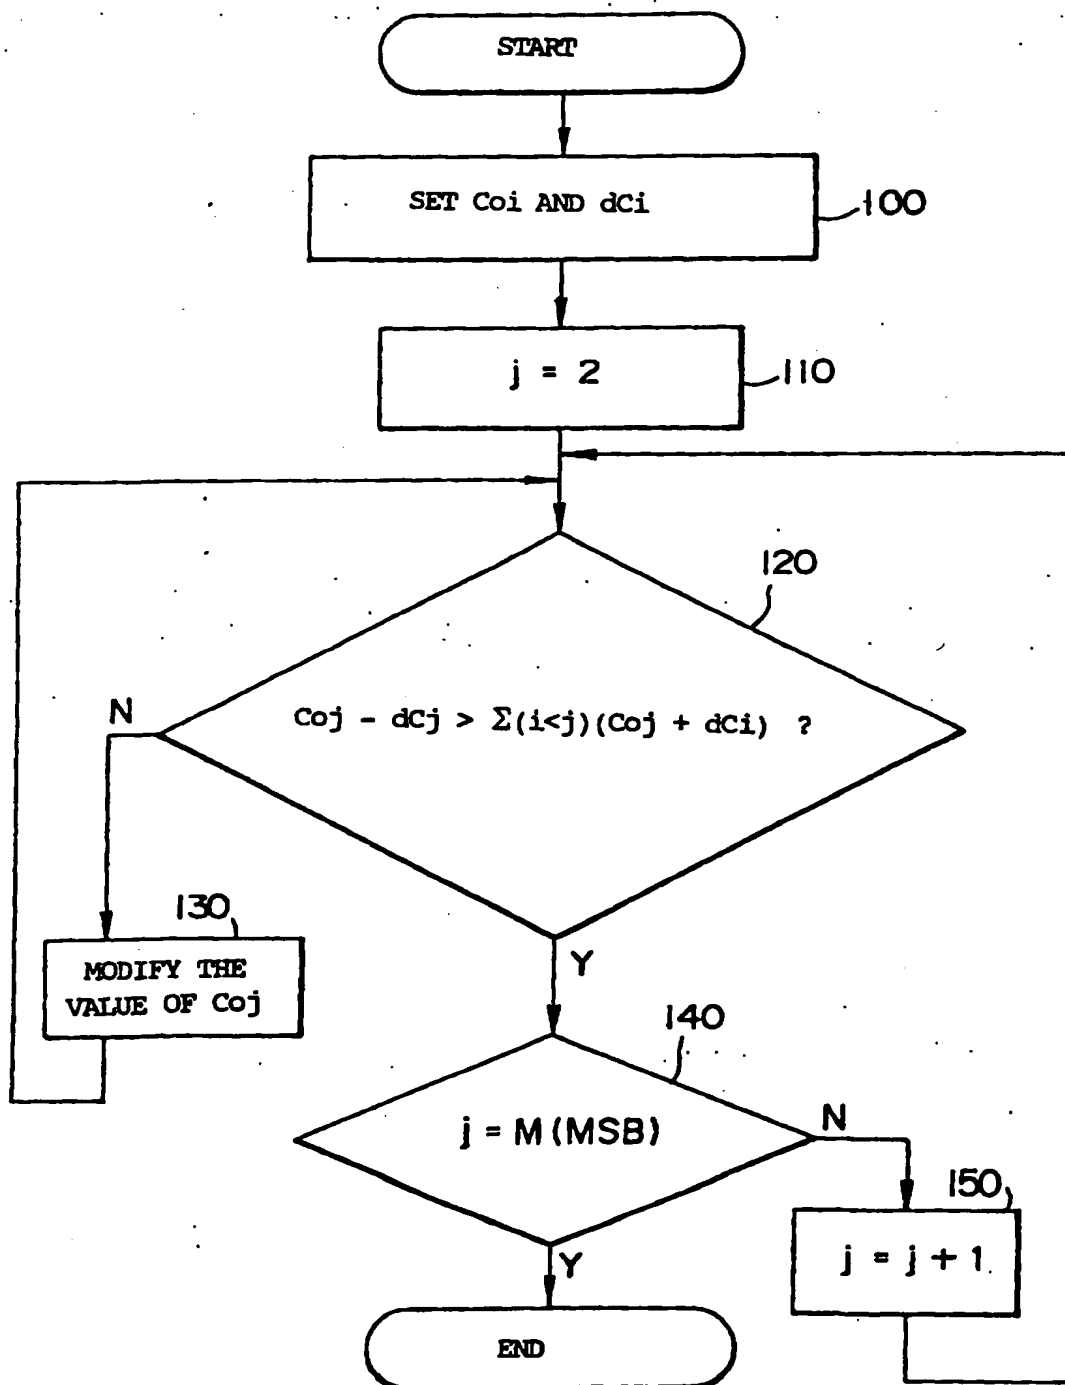 START
SET Coi AND dCi
100
j = 2
110
120
N
Coj - dCj > Σ(i<j)(Coj + dCi) ?
130
MODIFY THE
VALUE OF Coj
Y
140
j = M (MSB)
N
150
j = j + 1
Y
END